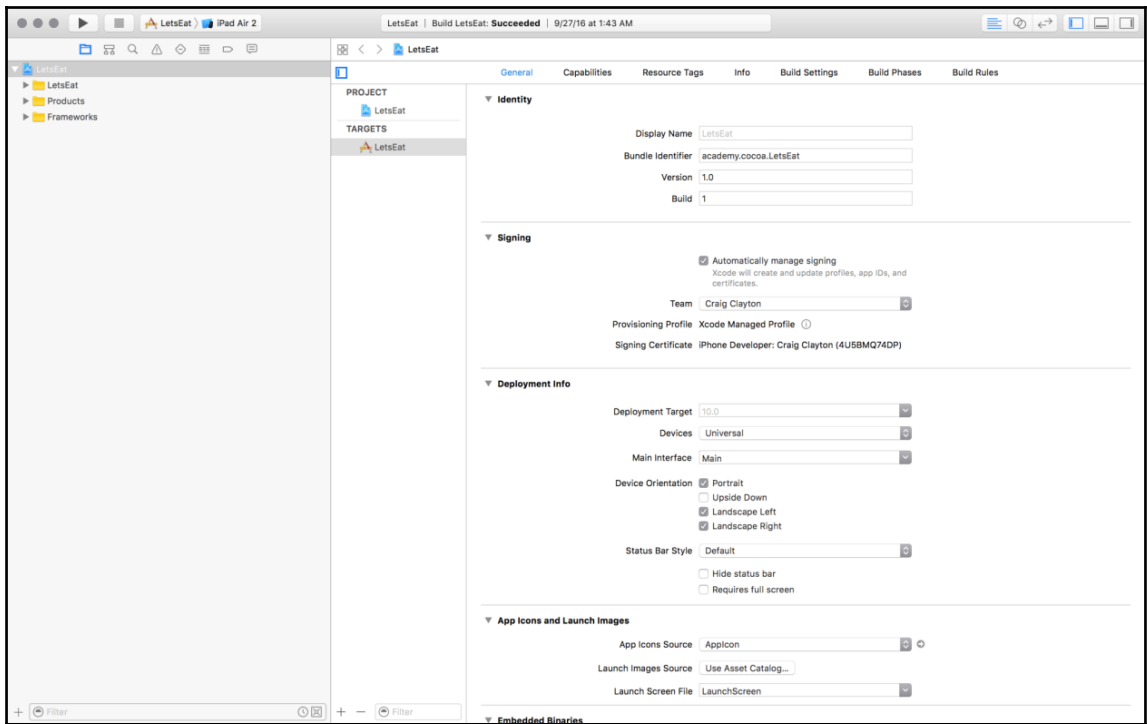 LetsEat iPad Air 2
LetsEat | Build LetsEat: Succeeded | 9/27/16 at 1:43 AM
LetsEat
LetsEat
LetsEat
Products
Frameworks
Filter
PROJECT
LetsEat
TARGETS
LetsEat
Filter
General Capabilities Resource Tags Info Build Settings Build Phases Build Rules
Identity
Display Name LetsEat
Bundle Identifier academy.cocoa.LetsEat
Version 1.0
Build 1
Signing
Automatically manage signing
Xcode will create and update profiles, app IDs, and
certificates.
Team Craig Clayton
Provisioning Profile Xcode Managed Profile
Signing Certificate iPhone Developer: Craig Clayton (4U5BMQ74DP)
Deployment Info
Deployment Target 10.0
Devices Universal
Main Interface Main
Device Orientation Portrait
Upside Down
Landscape Left
Landscape Right
Status Bar Style Default
Hide status bar
Requires full screen
App Icons and Launch Images
App Icons Source AppIcon
Launch Images Source Use Asset Catalog...
Launch Screen File LaunchScreen
Embedded Binaries